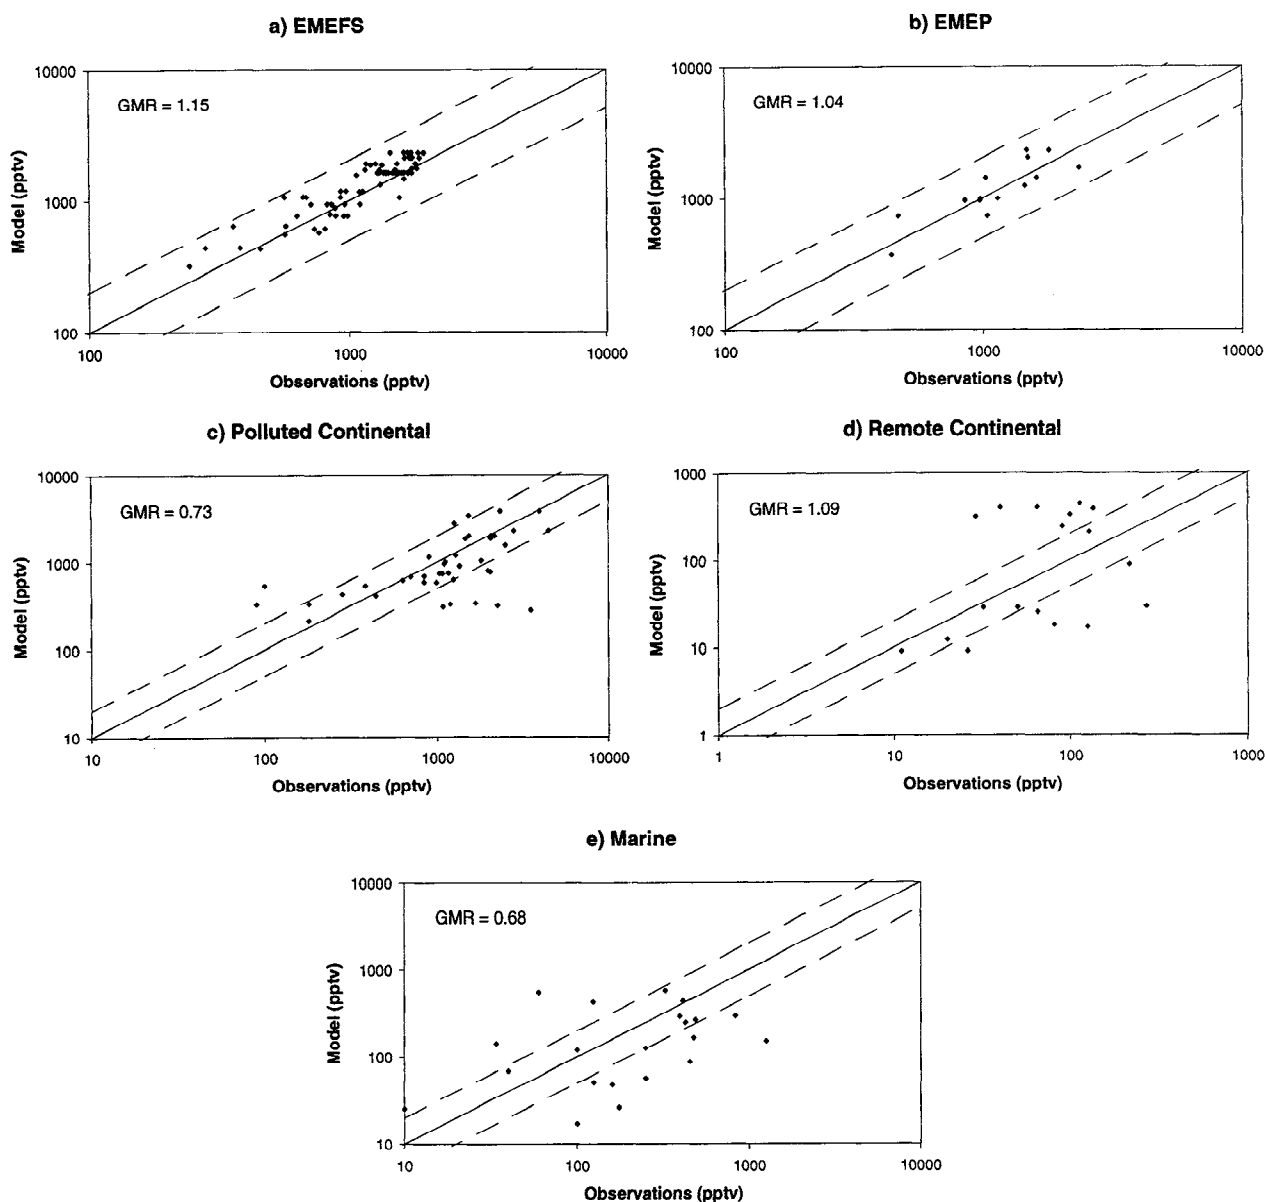 a) EMEFS
GMR = 1.15
10000
1000
100
100
1000
10000
Model (pptv)
Observations (pptv)
b) EMEP
GMR = 1.04
10000
1000
100
100
1000
10000
Model (pptv)
Observations (pptv)
c) Polluted Continental
GMR = 0.73
10000
1000
100
10
10
100
1000
10000
Model (pptv)
Observations (pptv)
d) Remote Continental
GMR = 1.09
1000
100
10
1
1
10
100
1000
Model (pptv)
Observations (pptv)
e) Marine
GMR = 0.68
10000
1000
100
10
10
100
1000
10000
Model (pptv)
Observations (pptv)